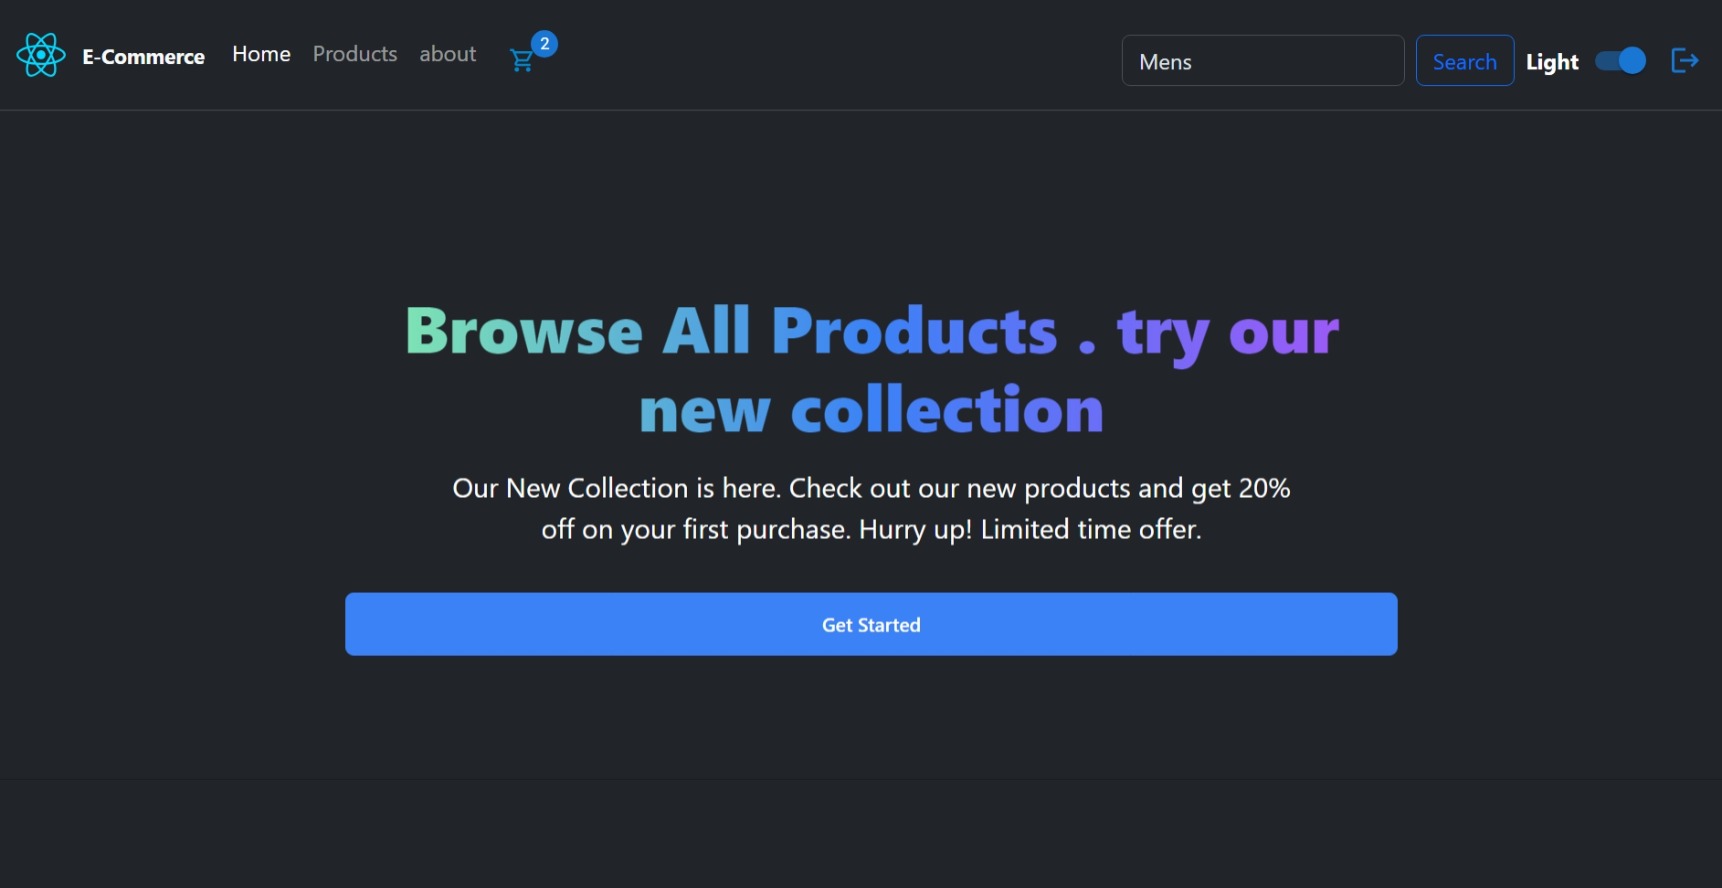 E-Commerce Home Products about 2 Mens Search Light
Browse All Products . try our
new collection
Our New Collection is here. Check out our new products and get 20%
off on your first purchase. Hurry up! Limited time offer.
Get Started